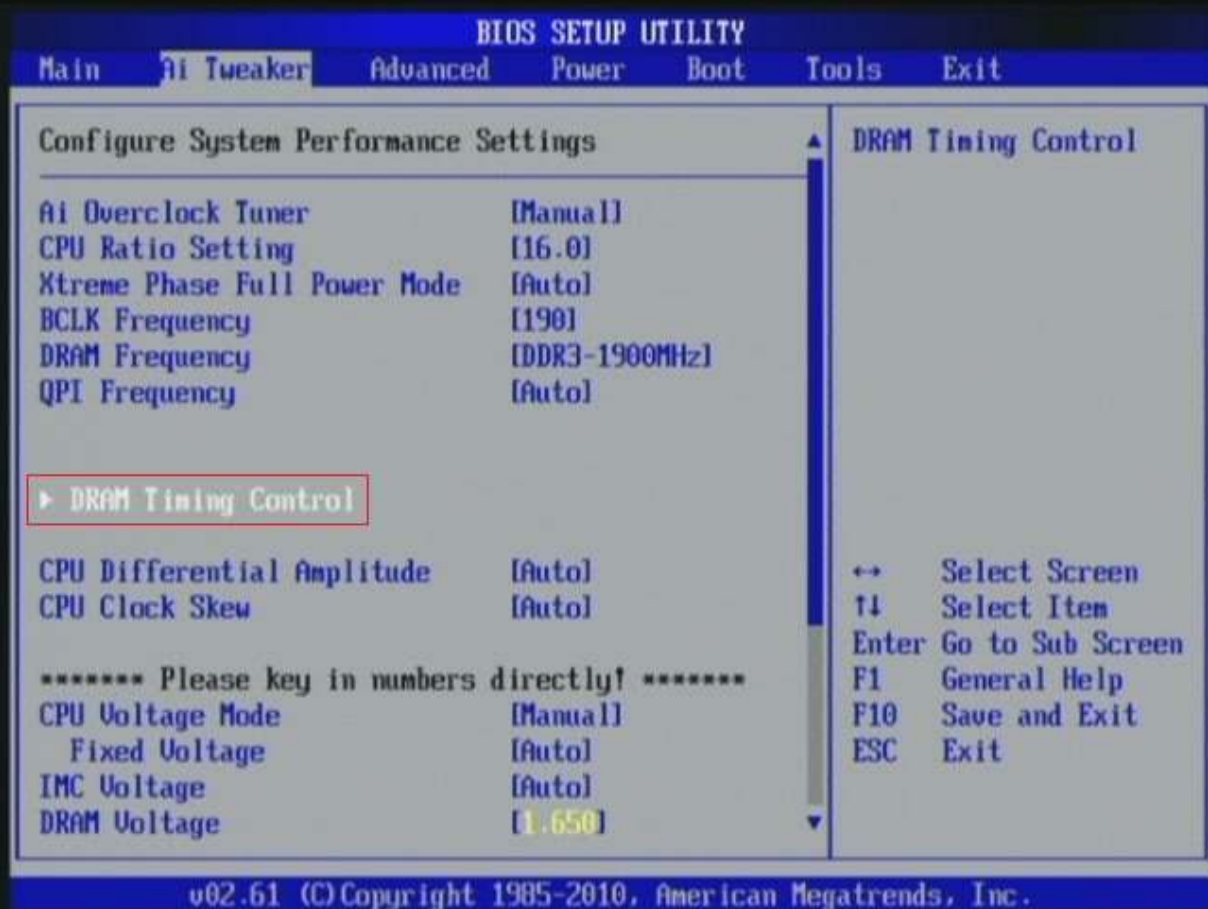 BIOS SETUP UTILITY
Main Ai Tweaker Advanced Power Boot Tools Exit
Configure System Performance Settings
Ai Overclock Tuner [Manual]
CPU Ratio Setting [16.0]
Xtreme Phase Full Power Mode [Auto]
BCLK Frequency [190]
DRAM Frequency [DDR3-1900MHz]
QPI Frequency [Auto]
▸ DRAM Timing Control
CPU Differential Amplitude [Auto]
CPU Clock Skew [Auto]
******* Please key in numbers directly! *******
CPU Voltage Mode [Manual]
Fixed Voltage [Auto]
IMC Voltage [Auto]
DRAM Voltage [1.650]
DRAM Timing Control
↔ Select Screen
↑↓ Select Item
Enter Go to Sub Screen
F1 General Help
F10 Save and Exit
ESC Exit
v02.61 (C)Copyright 1985-2010, American Megatrends, Inc.